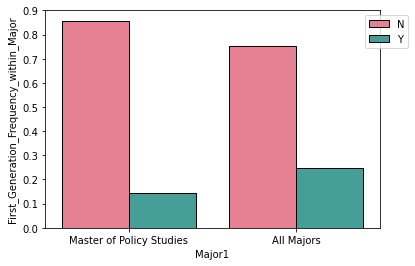 0.9
0.8
0.7
0.6
0.5
0.4
0.3
0.2
0.1
0.0
First_Generation_Frequency_within_Major
Master of Policy Studies
All Majors
Major1
N
Y